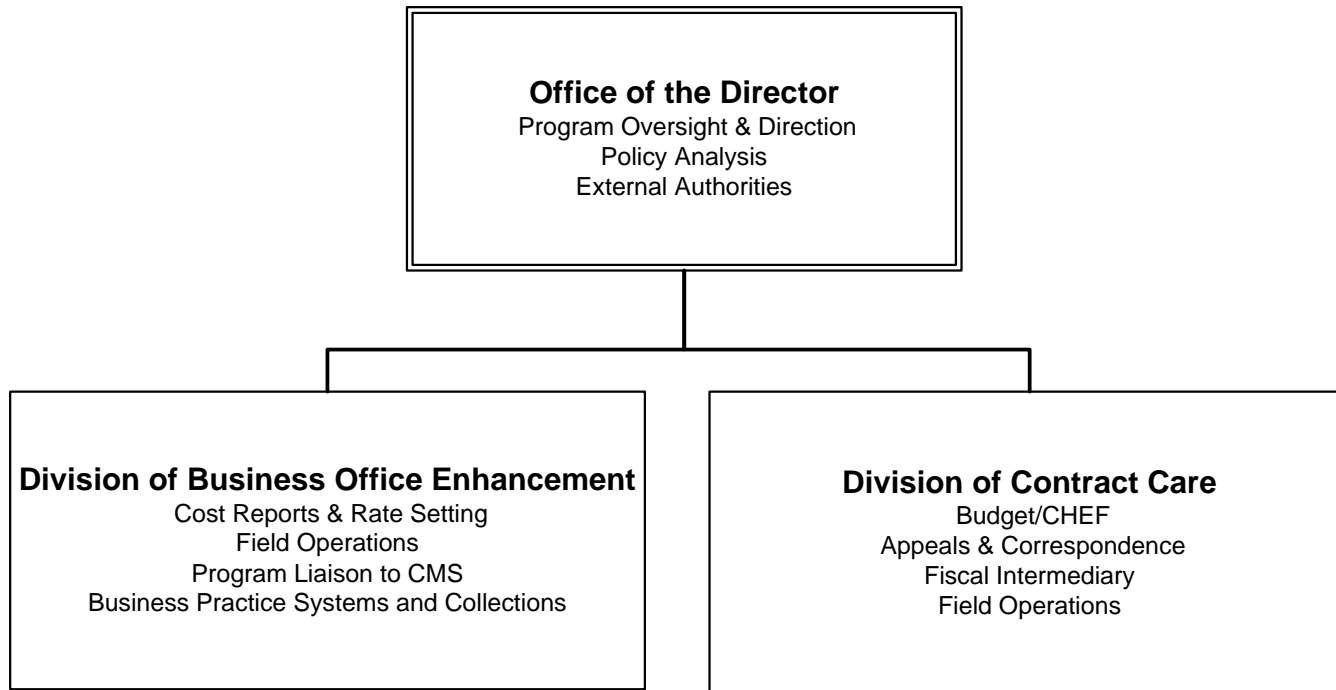 Office of the Director
Program Oversight & Direction
Policy Analysis
External Authorities
Division of Business Office Enhancement
Cost Reports & Rate Setting
Field Operations
Program Liaison to CMS
Business Practice Systems and Collections
Division of Contract Care
Budget/CHEF
Appeals & Correspondence
Fiscal Intermediary
Field Operations